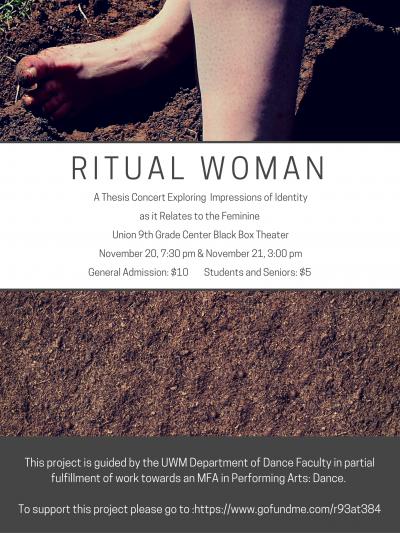 RITUAL WOMAN
A Thesis Concert Exploring Impressions of Identity
as it Relates to the Feminine
Union 9th Grade Center Black Box Theater
November 20, 7:30 pm & November 21, 3:00 pm
General Admission: $10 Students and Seniors: $5
This project is guided by the UWM Department of Dance Faculty in partial
fulfillment of work towards an MFA in Performing Arts: Dance.
To support this project please go to :https://www.gofundme.com/r93at384